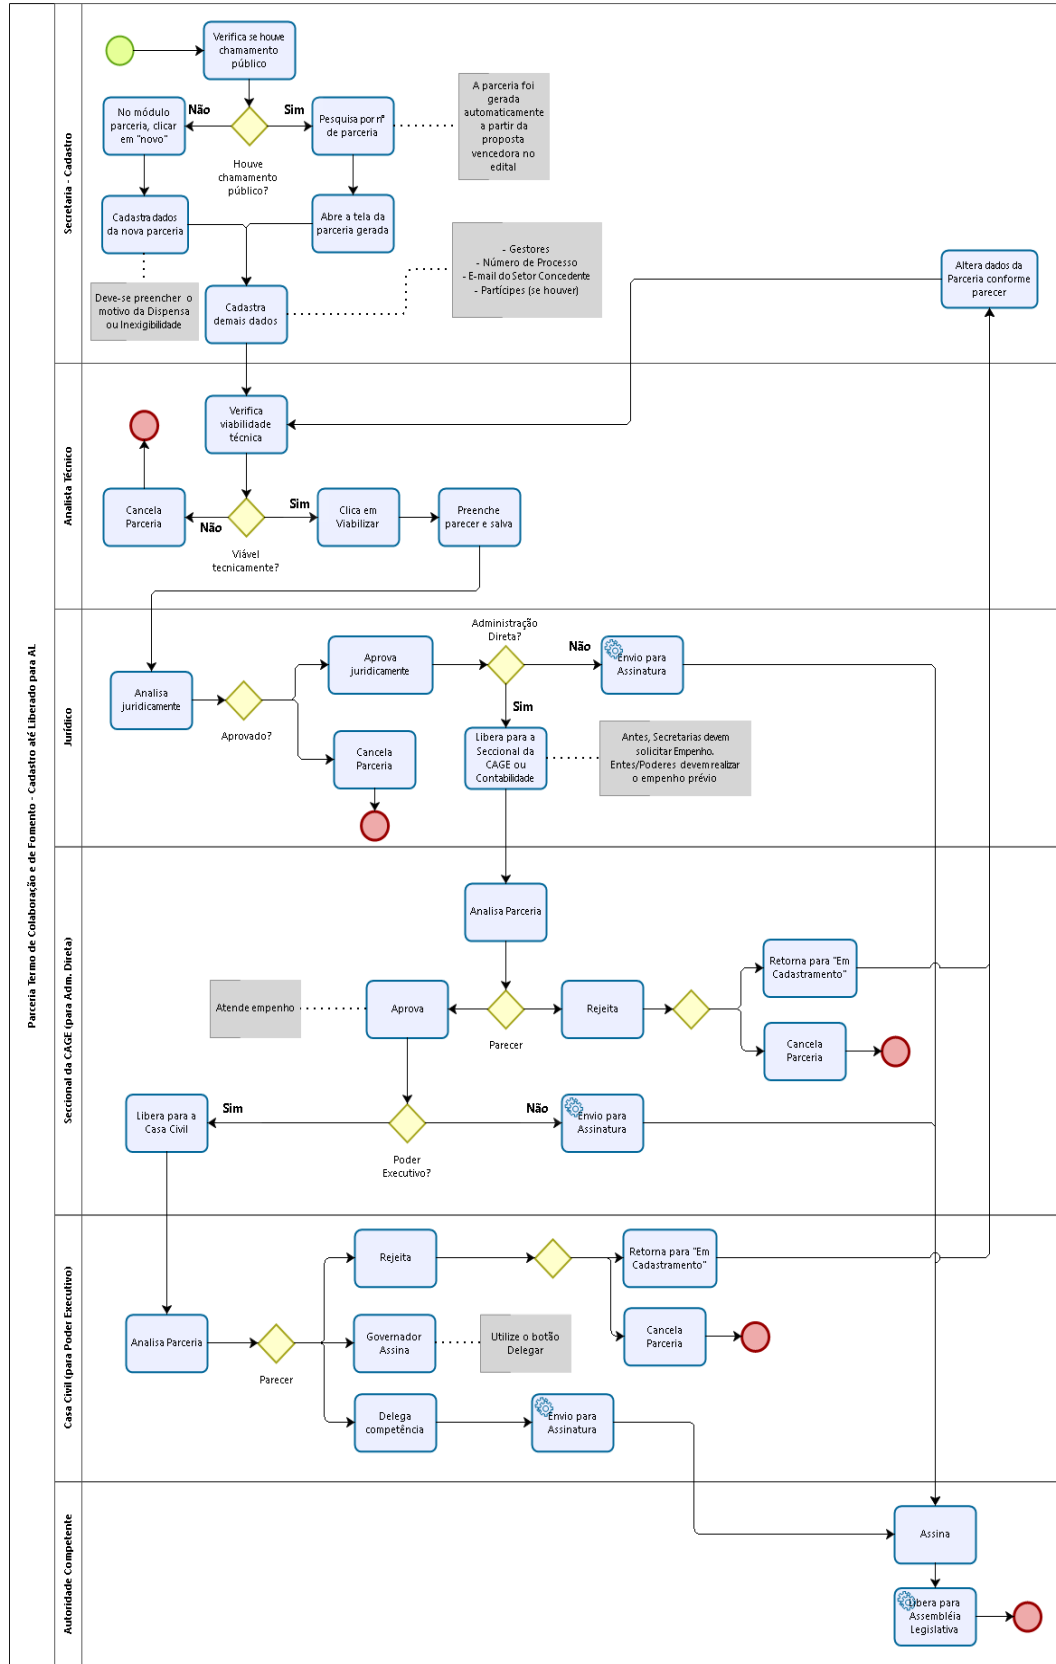 Parceria Termo de Colaboração e de Fomento - Cadastro até Liberado para AL
Secretaria - Cadastro
Verifica se houve
chamamento
público
Não
Sim
No módulo
parceria, clicar
em "novo"
Houve
chamamento
público?
Pesquisa por nº
de parceria
A parceria foi
gerada
automaticamente
a partir da
proposta
vencedora no
edital
Cadastra dados
da nova parceria
Abre a tela da
parceria gerada
- Gestores
- Número de Processo
- E-mail do Setor Concedente
- Partícipes (se houver)
Altera dados da
Parceria conforme
parecer
Deve-se preencher o
motivo da Dispensa
ou Inexigibilidade
Cadastra
demais dados
Analista Técnico
Verifica
viabilidade
técnica
Cancela
Parceria
Não
Sim
Viável
tecnicamente?
Clica em
Viabilizar
Preenche
parecer e salva
Jurídico
Analisa
juridicamente
Aprovado?
Aprova
juridicamente
Cancela
Parceria
Administração
Direta?
Não
Envio para
Assinatura
Sim
Libera para a
Seccional da
CAGE ou
Contabilidade
Antes, Secretarias devem
solicitar Empenho.
Entes/Poderes devem realizar
o empenho prévio
Seccional da CAGE (para Adm. Direta)
Analisa Parceria
Atende empenho
Aprova
Parecer
Rejeita
Retorna para "Em
Cadastramento"
Cancela
Parceria
Libera para a
Casa Civil
Sim
Não
Poder
Executivo?
Envio para
Assinatura
Casa Civil (para Poder Executivo)
Analisa Parceria
Parecer
Rejeita
Retorna para "Em
Cadastramento"
Cancela
Parceria
Governador
Assina
Utilize o botão
Delegar
Delega
competência
Envio para
Assinatura
Autoridade Competente
Assina
Libera para
Assembléia
Legislativa